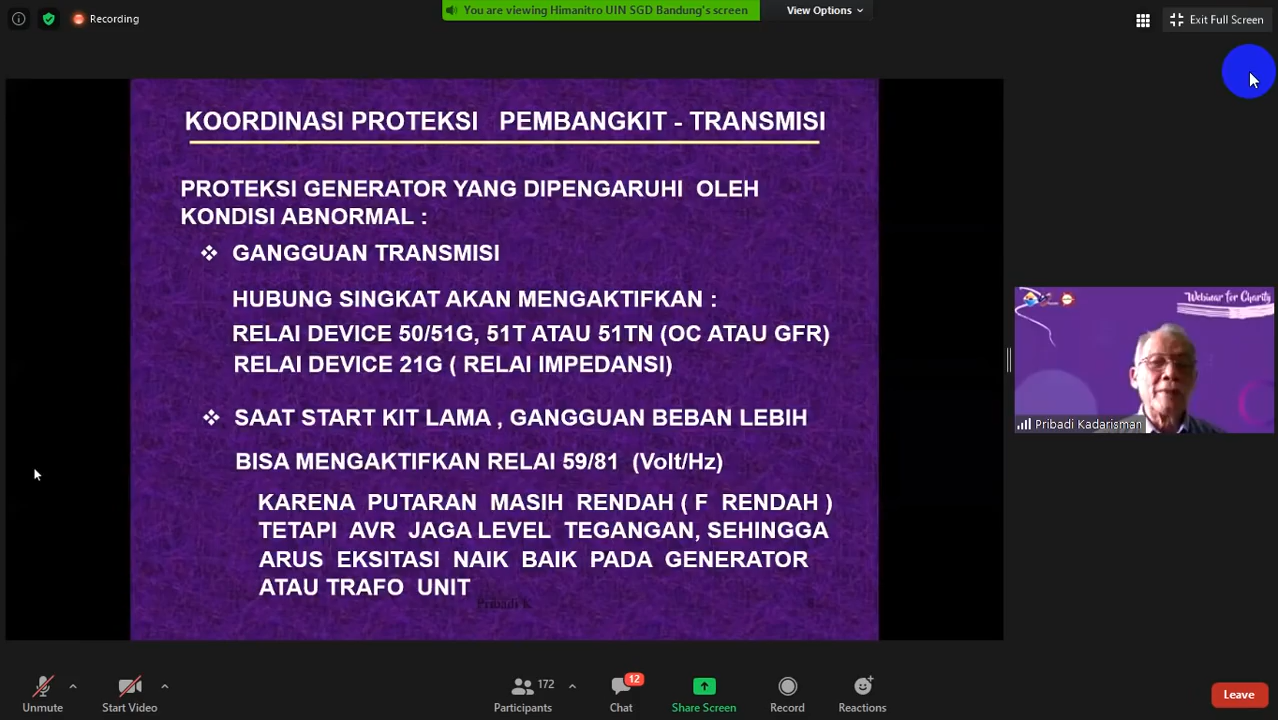 Recording
You are viewing Himanitro UIN SGD Bandung's screen
View Options
Exit Full Screen
KOORDINASI PROTEKSI PEMBANGKIT - TRANSMISI
PROTEKSI GENERATOR YANG DIPENGARUHI OLEH
KONDISI ABNORMAL :
❖ GANGGUAN TRANSMISI
HUBUNG SINGKAT AKAN MENGAKTIFKAN :
RELAI DEVICE 50/51G, 51T ATAU 51TN (OC ATAU GFR)
RELAI DEVICE 21G ( RELAI IMPEDANSI)
❖ SAAT START KIT LAMA , GANGGUAN BEBAN LEBIH
BISA MENGAKTIFKAN RELAI 59/81 (Volt/Hz)
KARENA PUTARAN MASIH RENDAH ( F RENDAH )
TETAPI AVR JAGA LEVEL TEGANGAN, SEHINGGA
ARUS EKSITASI NAIK BAIK PADA GENERATOR
ATAU TRAFO UNIT
Pribadi K
Webinar for Charity
Pribadi Kadarisman
Unmute
Start Video
172
Participants
12
Chat
Share Screen
Record
Reactions
Leave